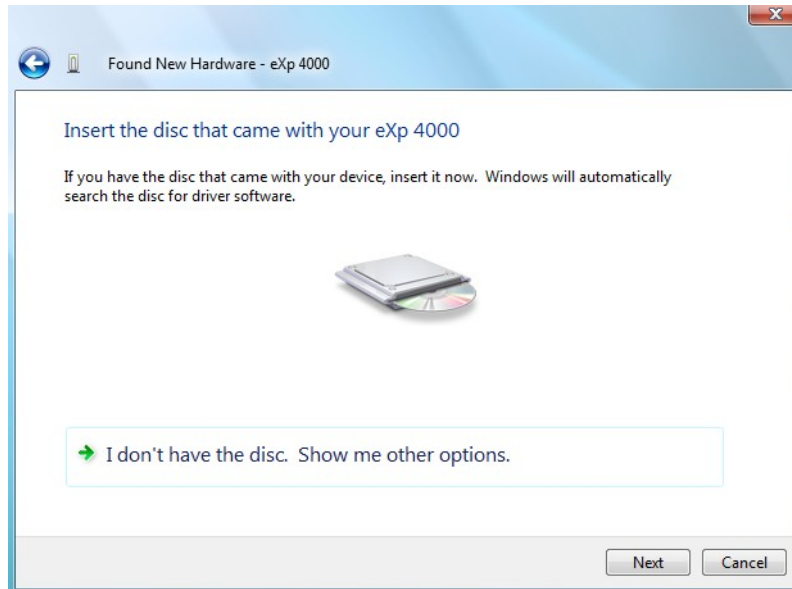 Found New Hardware - eXp 4000
Insert the disc that came with your eXp 4000
If you have the disc that came with your device, insert it now.  Windows will automatically
search the disc for driver software.
I don't have the disc.  Show me other options.
Next
Cancel